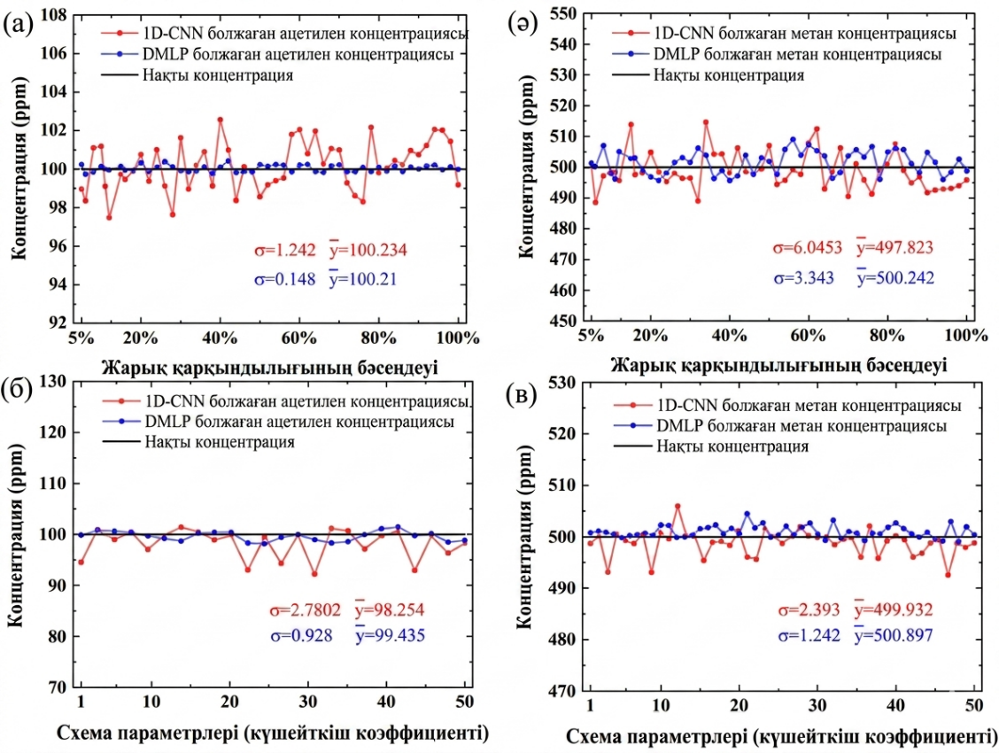 (а)
108
106
104
102
100
98
96
94
92
Концентрация (ppm)
1D-CNN болжаған ацетилен концентрациясы
DMLP болжаған ацетилен концентрациясы
Нақты концентрация
σ=1.242 y̅=100.234
σ=0.148 y̅=100.21
5% 20% 40% 60% 80% 100%
Жарық қарқындылығының бәсеңдеуі
(ә)
550
540
530
520
510
500
490
480
470
460
450
Концентрация (ppm)
1D-CNN болжаған метан концентрациясы
DMLP болжаған метан концентрациясы
Нақты концентрация
σ=6.0453 y̅=497.823
σ=3.343 y̅=500.242
5% 20% 40% 60% 80% 100%
Жарық қарқындылығының бәсеңдеуі
(б)
130
120
110
100
90
80
70
Концентрация (ppm)
1D-CNN болжаған ацетилен концентрациясы
DMLP болжаған ацетилен концентрациясы
Нақты концентрация
σ=2.7802 y̅=98.254
σ=0.928 y̅=99.435
1 10 20 30 40 50
Схема параметрлері (күшейткіш коэффициенті)
(в)
530
520
510
500
490
480
470
Концентрация (ppm)
1D-CNN болжаған метан концентрациясы
DMLP болжаған метан концентрациясы
Нақты концентрация
σ=2.393 y̅=499.932
σ=1.242 y̅=500.897
1 10 20 30 40 50
Схема параметрлері (күшейткіш коэффициенті)